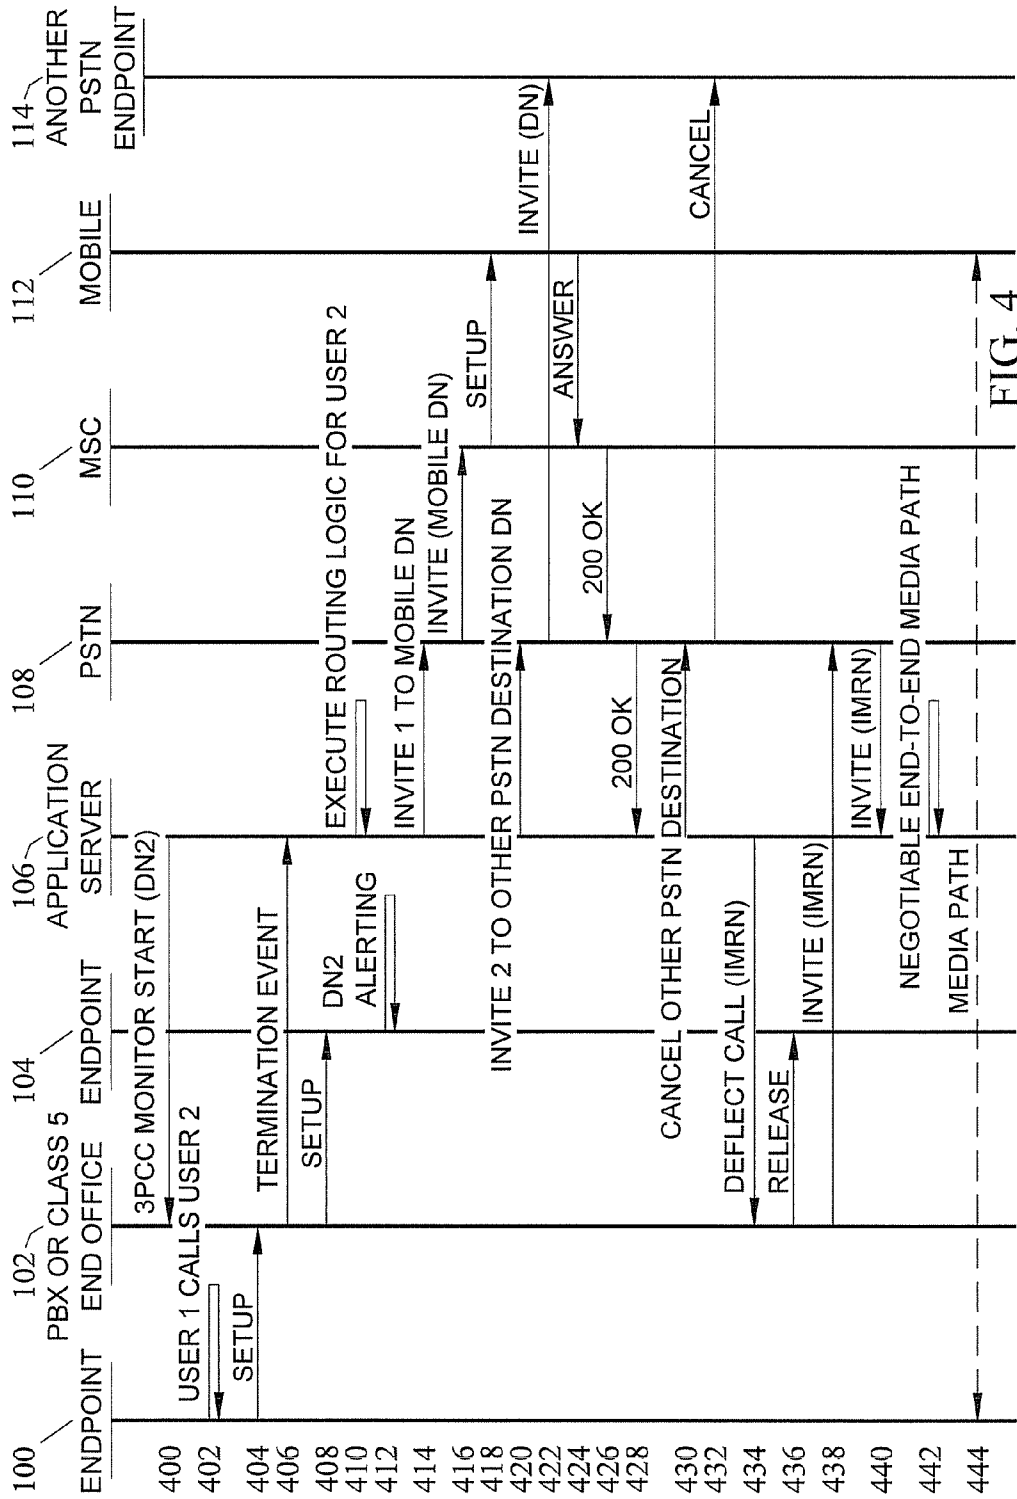 100
ENDPOINT
102
PBX OR CLASS 5
END OFFICE
104
ENDPOINT
106
APPLICATION
SERVER
108
PSTN
110
MSC
112
MOBILE
114
ANOTHER
PSTN
ENDPOINT
400
3PCC MONITOR START (DN2)
402
USER 1 CALLS USER 2
404
SETUP
406
TERMINATION EVENT
408
SETUP
410
EXECUTE ROUTING LOGIC FOR USER 2
412
DN2
ALERTING
414
INVITE 1 TO MOBILE DN
416
INVITE (MOBILE DN)
418
SETUP
420
INVITE 2 TO OTHER PSTN DESTINATION DN
422
INVITE (DN)
424
ANSWER
426
200 OK
428
200 OK
430
CANCEL OTHER PSTN DESTINATION
432
CANCEL
434
DEFLECT CALL (IMRN)
436
RELEASE
438
INVITE (IMRN)
440
INVITE (IMRN)
442
NEGOTIABLE END-TO-END MEDIA PATH
444
MEDIA PATH
FIG. 4